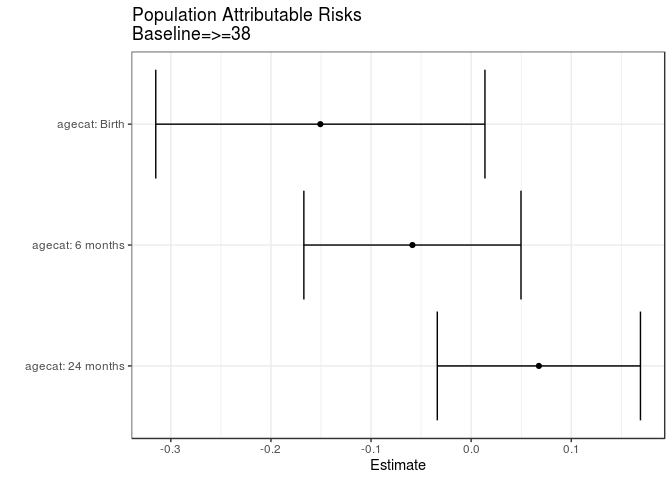 Population Attributable Risks
Baseline=>=38
agecat: Birth
agecat: 6 months
agecat: 24 months
-0.3 -0.2 -0.1 0.0 0.1
Estimate